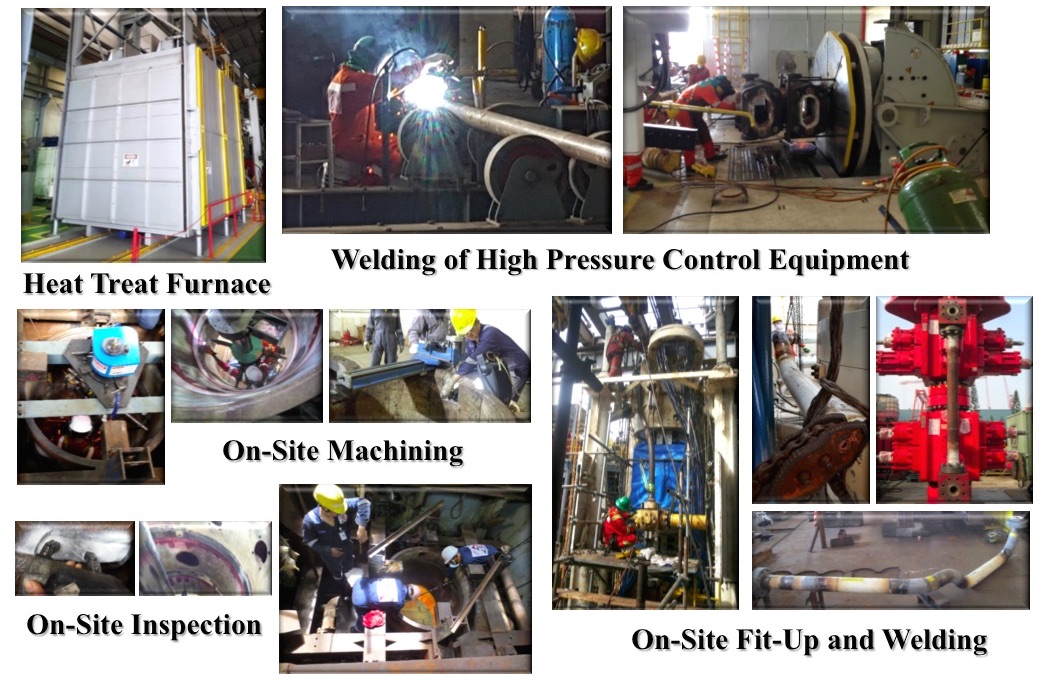 Heat Treat Furnace
Welding of High Pressure Control Equipment
On-Site Machining
On-Site Inspection
On-Site Fit-Up and Welding